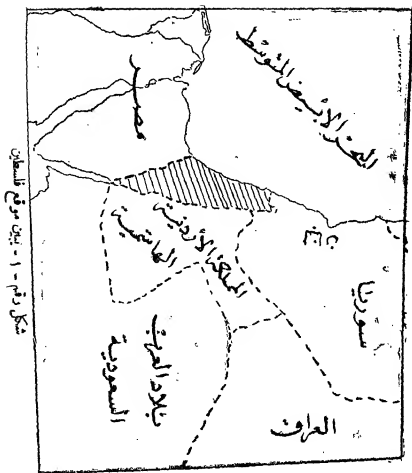 البحر الأبيض المتوسط
مصر
سوريا
المملكة الأردنية
الهاشمية
العراق
بلاد العرب
السعودية
شكل رقم - ١ - يبين موقع فلسطين